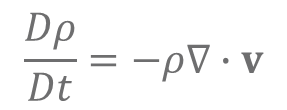 Dρ/Dt = −ρ∇ · 𝐯